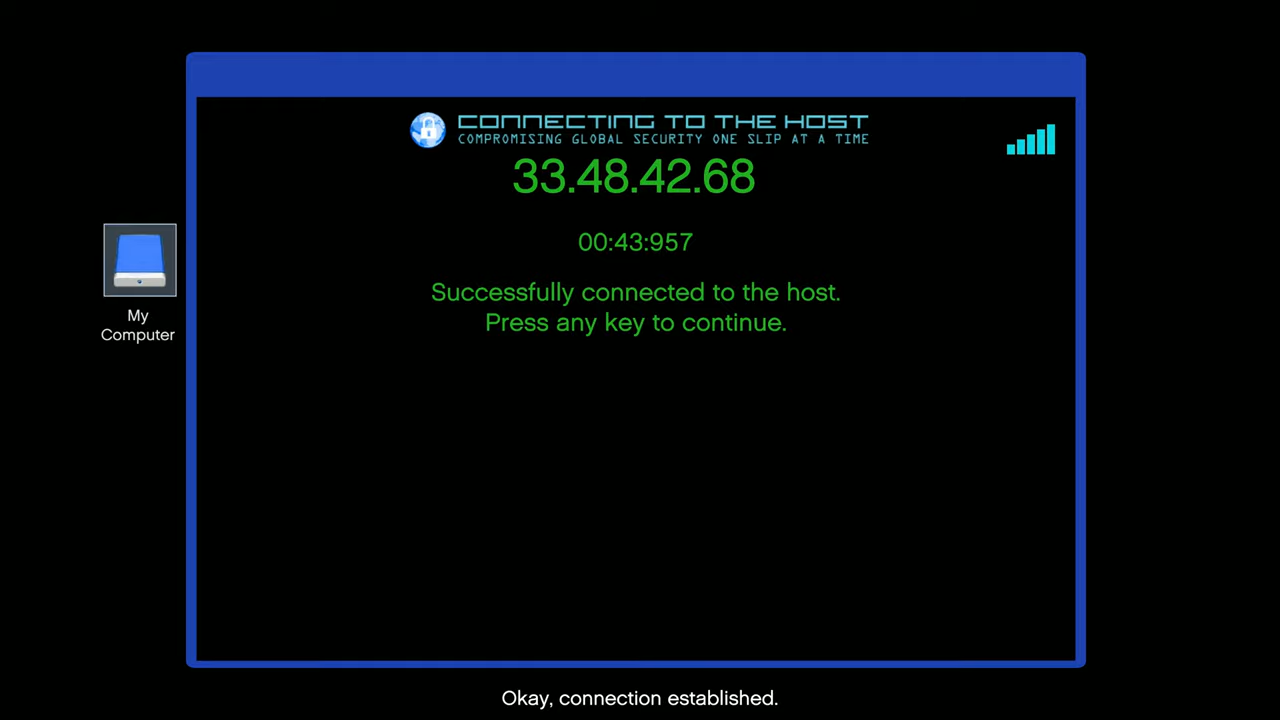 CONNECTING TO THE HOST
COMPROMISING GLOBAL SECURITY ONE SLIP AT A TIME
33.48.42.68
00:43:957
Successfully connected to the host.
Press any key to continue.
My
Computer
Okay, connection established.